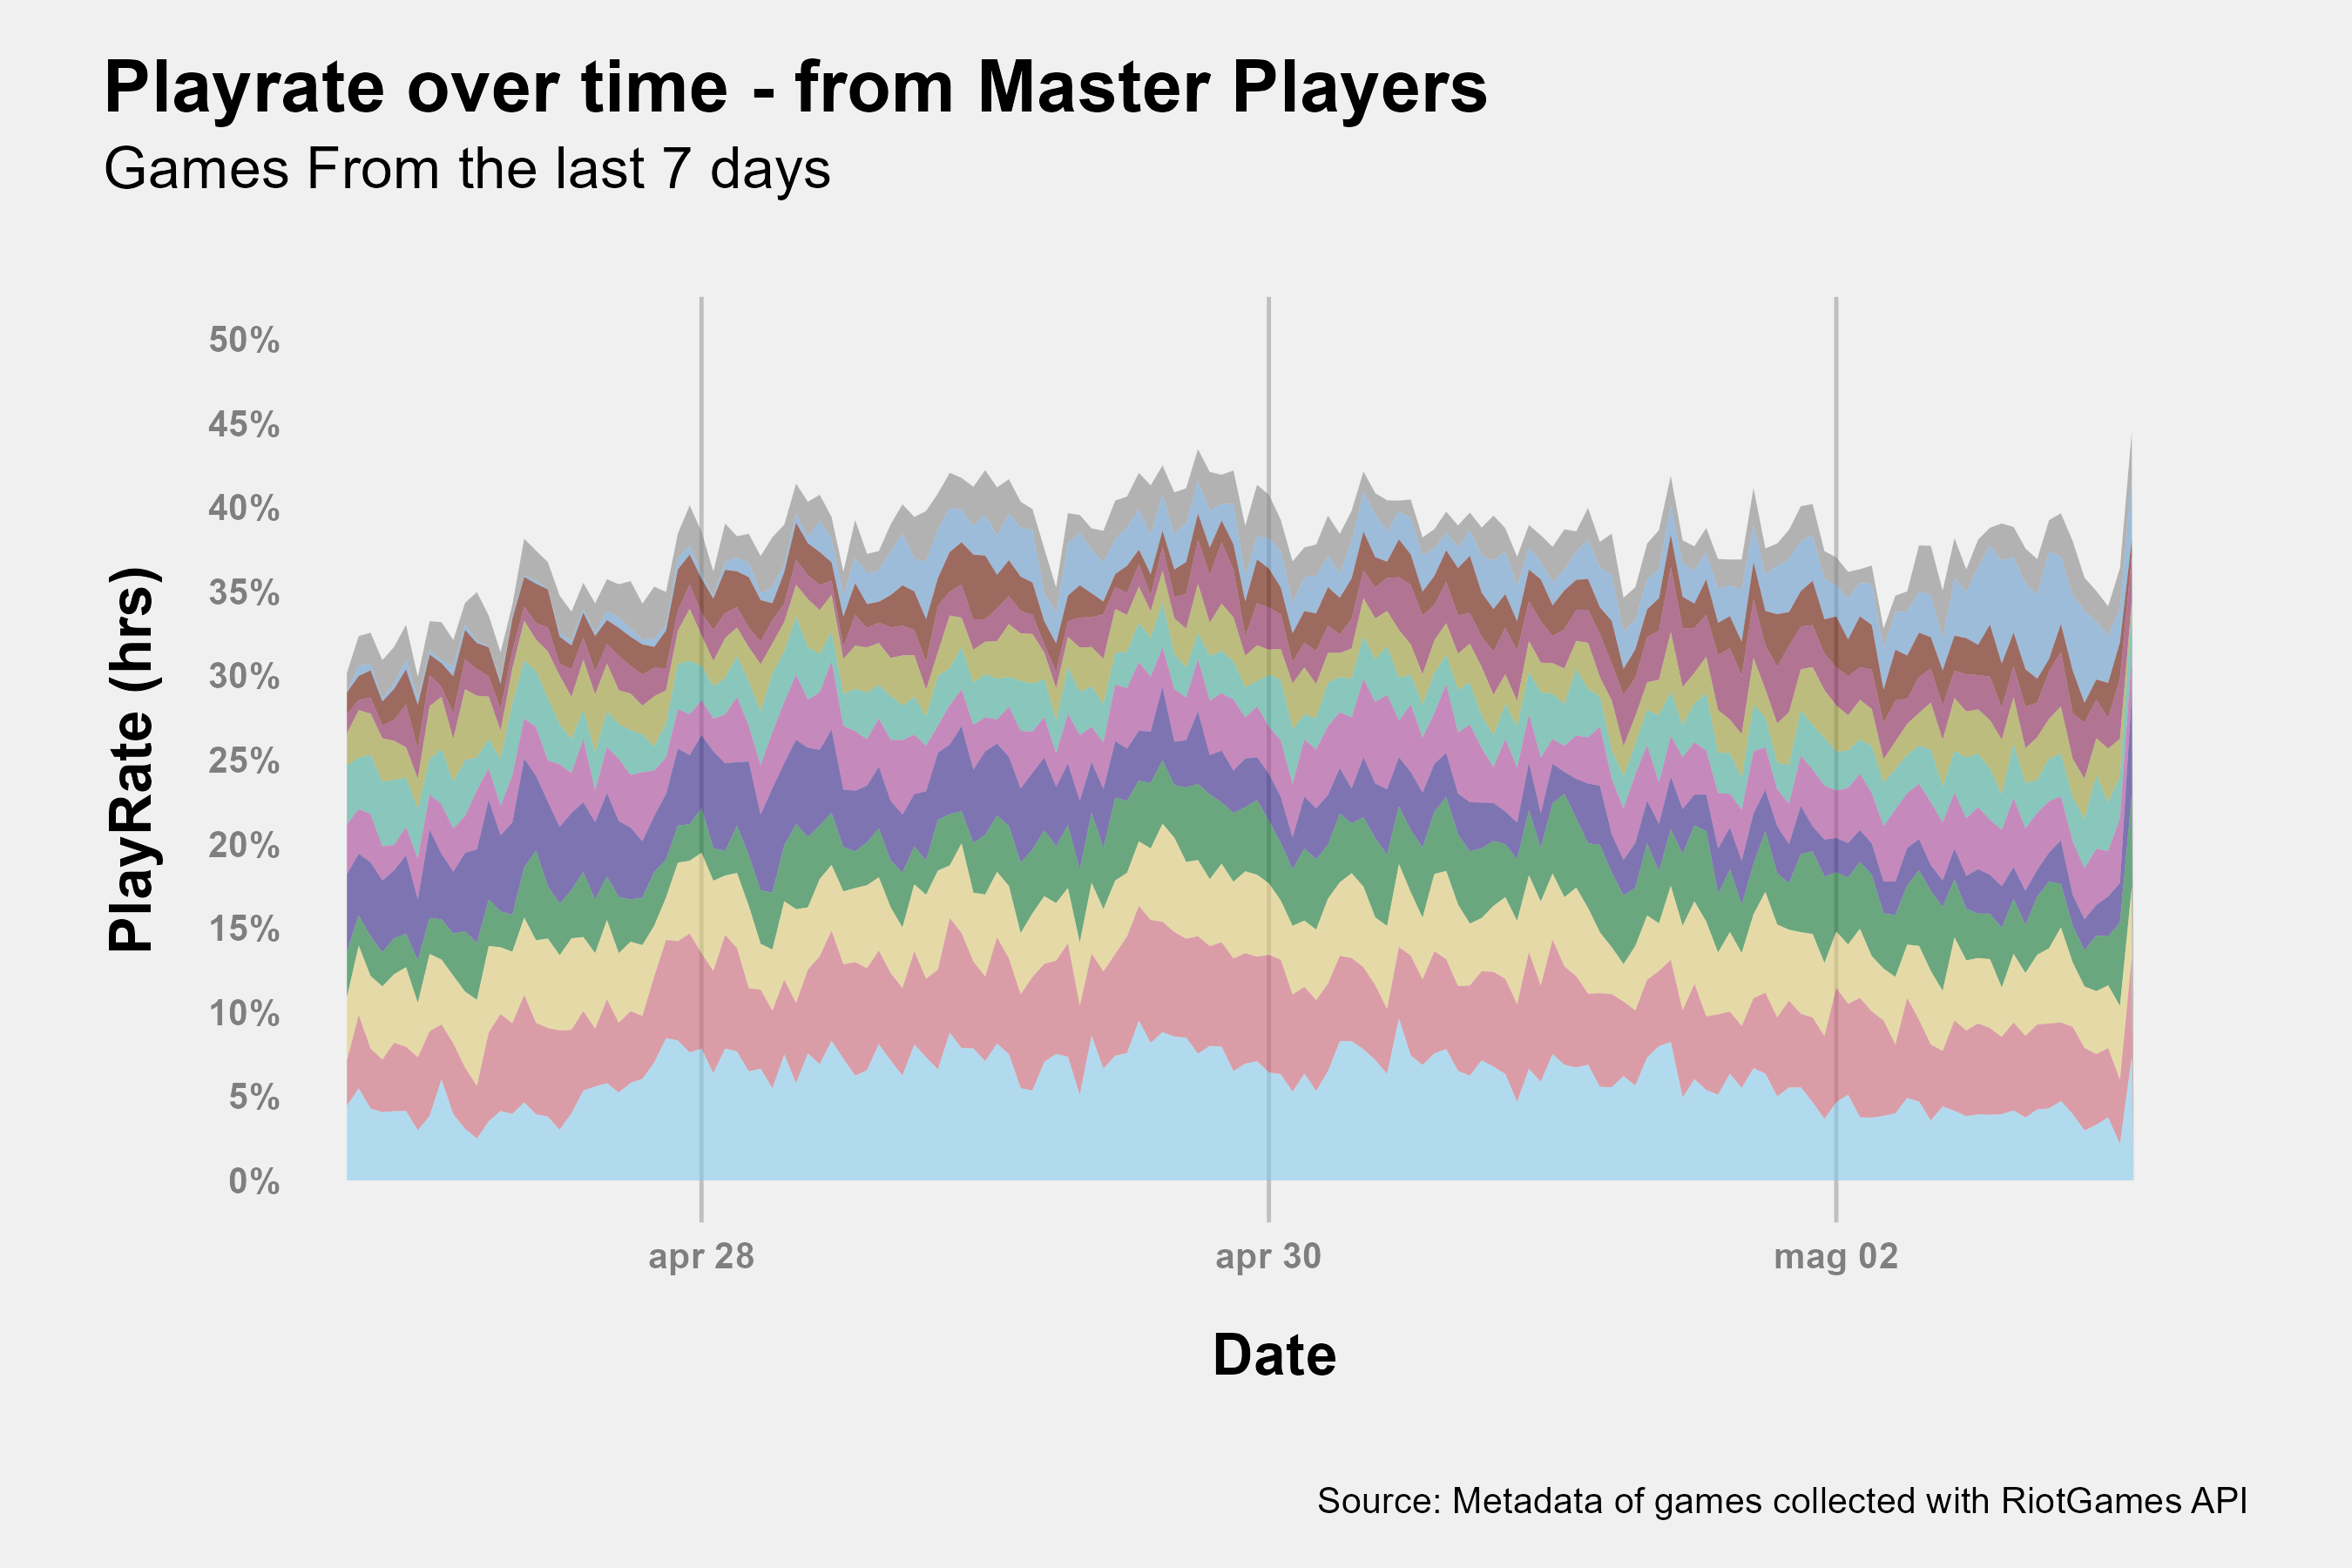 Playrate over time - from Master Players
Games From the last 7 days
50%
45%
40%
35%
30%
25%
20%
15%
10%
5%
0%
PlayRate (hrs)
apr 28
apr 30
mag 02
Date
Source: Metadata of games collected with RiotGames API